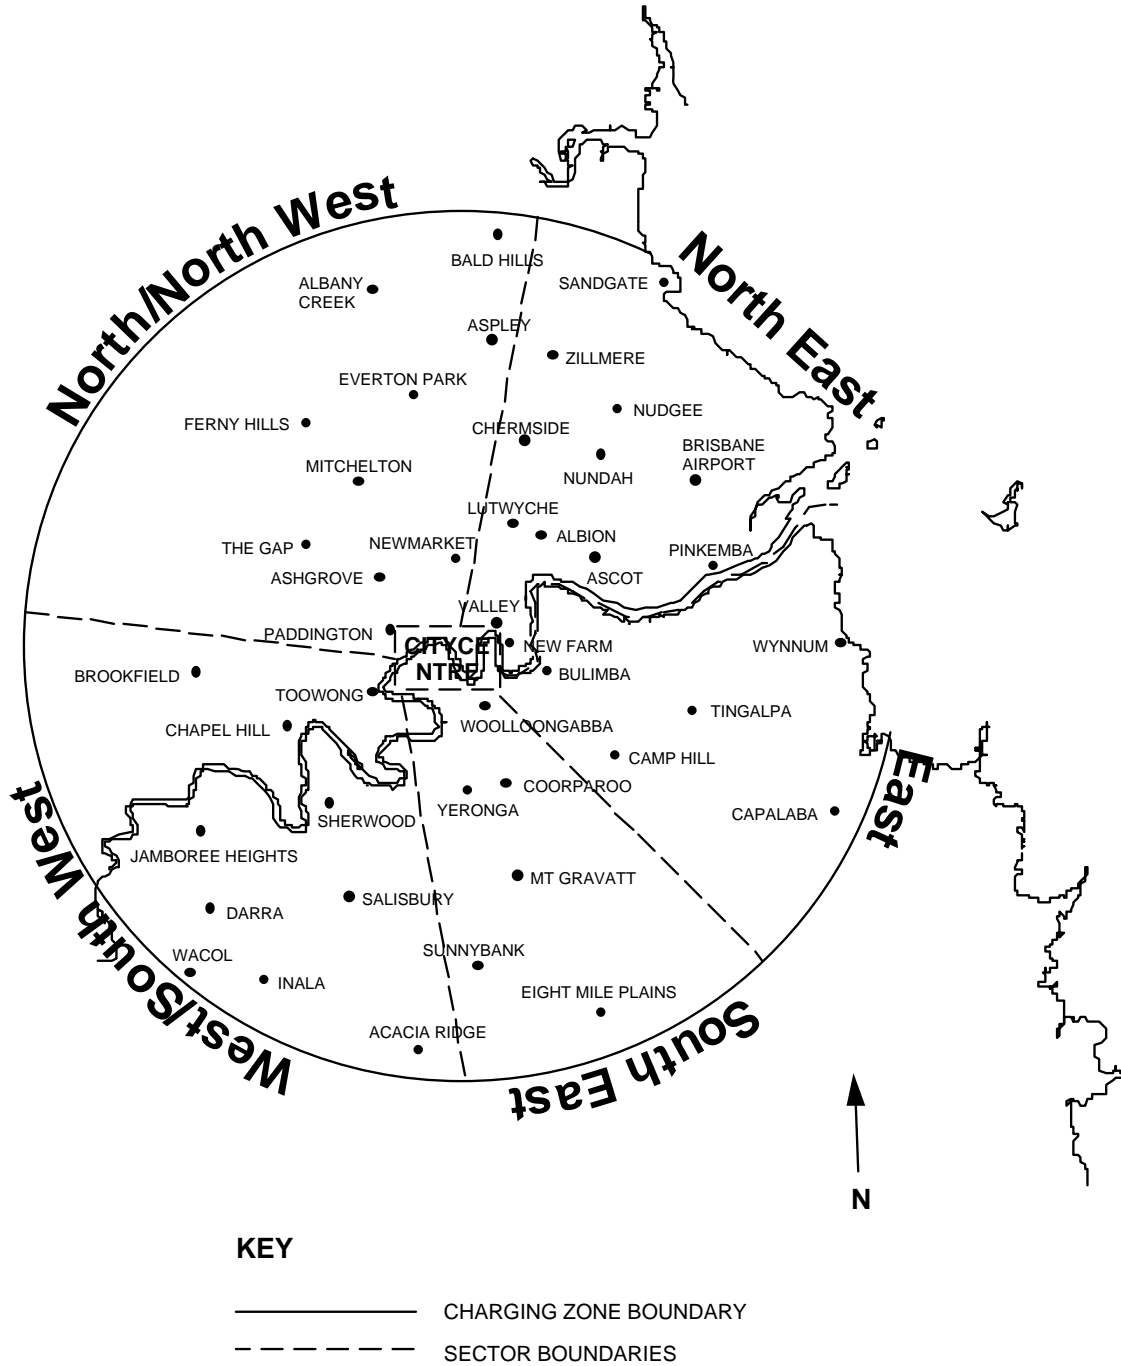 North/North West
North East
BALD HILLS
ALBANY
CREEK
SANDGATE
ASPLEY
ZILLMERE
EVERTON PARK
NUDGEE
FERNY HILLS
CHERMSIDE
BRISBANE
AIRPORT
MITCHELTON
NUNDAH
LUTWYCHE
ALBION
NEWMARKET
THE GAP
PINKEMBA
ASHGROVE
ASCOT
VALLEY
PADDINGTON
CITYCE
NTRE
NEW FARM
WYNNUM
BROOKFIELD
BULIMBA
TOOWONG
TINGALPA
CHAPEL HILL
WOOLLOONGABBA
CAMP HILL
COORPAROO
YERONGA
CAPALABA
East
SHERWOOD
JAMBOREE HEIGHTS
MT GRAVATT
SALISBURY
DARRA
SUNNYBANK
WACOL
INALA
EIGHT MILE PLAINS
ACACIA RIDGE
West/South West
South East
N
KEY
CHARGING ZONE BOUNDARY
SECTOR BOUNDARIES